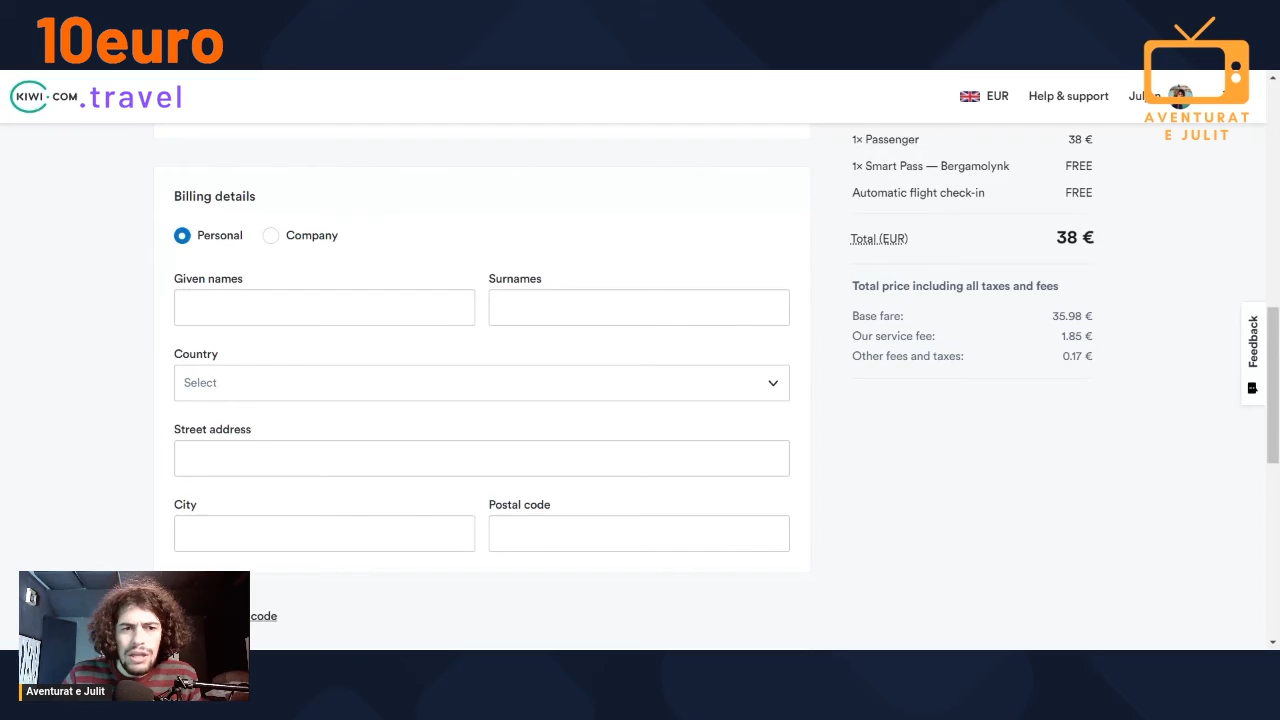 10euro
KIWI.COM.travel
EUR
Help & support
AVENTURAT
E JULIT
1× Passenger 38 €
1× Smart Pass — Bergamolynk FREE
Automatic flight check-in FREE
Total (EUR) 38 €
Total price including all taxes and fees
Base fare: 35.98 €
Our service fee: 1.85 €
Other fees and taxes: 0.17 €
Feedback
Billing details
Personal Company
Given names Surnames
Country
Select
Street address
City Postal code
code
Aventurat e Julit